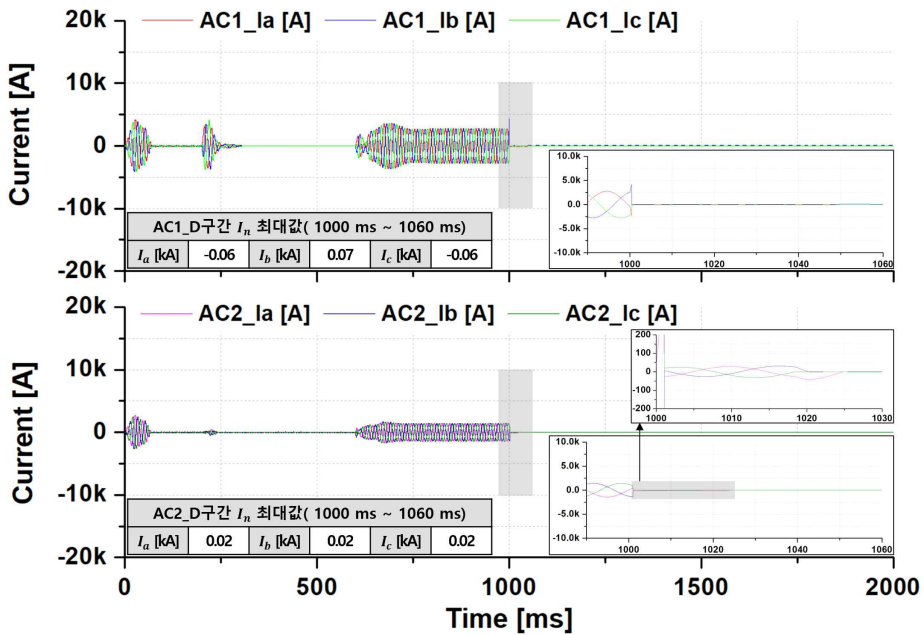 AC1_Ia [A] AC1_Ib [A] AC1_Ic [A]
20k
10k
0
-10k
-20k
Current [A]
10.0k
5.0k
0.0
-5.0k
-10.0k
1000 1020 1040 1060
AC1_D구간 Iₙ 최대값( 1000 ms ~ 1060 ms)
Iₐ [kA] -0.06 I_b [kA] 0.07 I_c [kA] -0.06
AC2_Ia [A] AC2_Ib [A] AC2_Ic [A]
20k
10k
0
-10k
-20k
Current [A]
200
100
0
-100
-200
1000 1010 1020 1030
10.0k
5.0k
0.0
-5.0k
-10.0k
1000 1020 1040 1060
AC2_D구간 Iₙ 최대값( 1000 ms ~ 1060 ms)
Iₐ [kA] 0.02 I_b [kA] 0.02 I_c [kA] 0.02
0 500 1000 1500 2000
Time [ms]